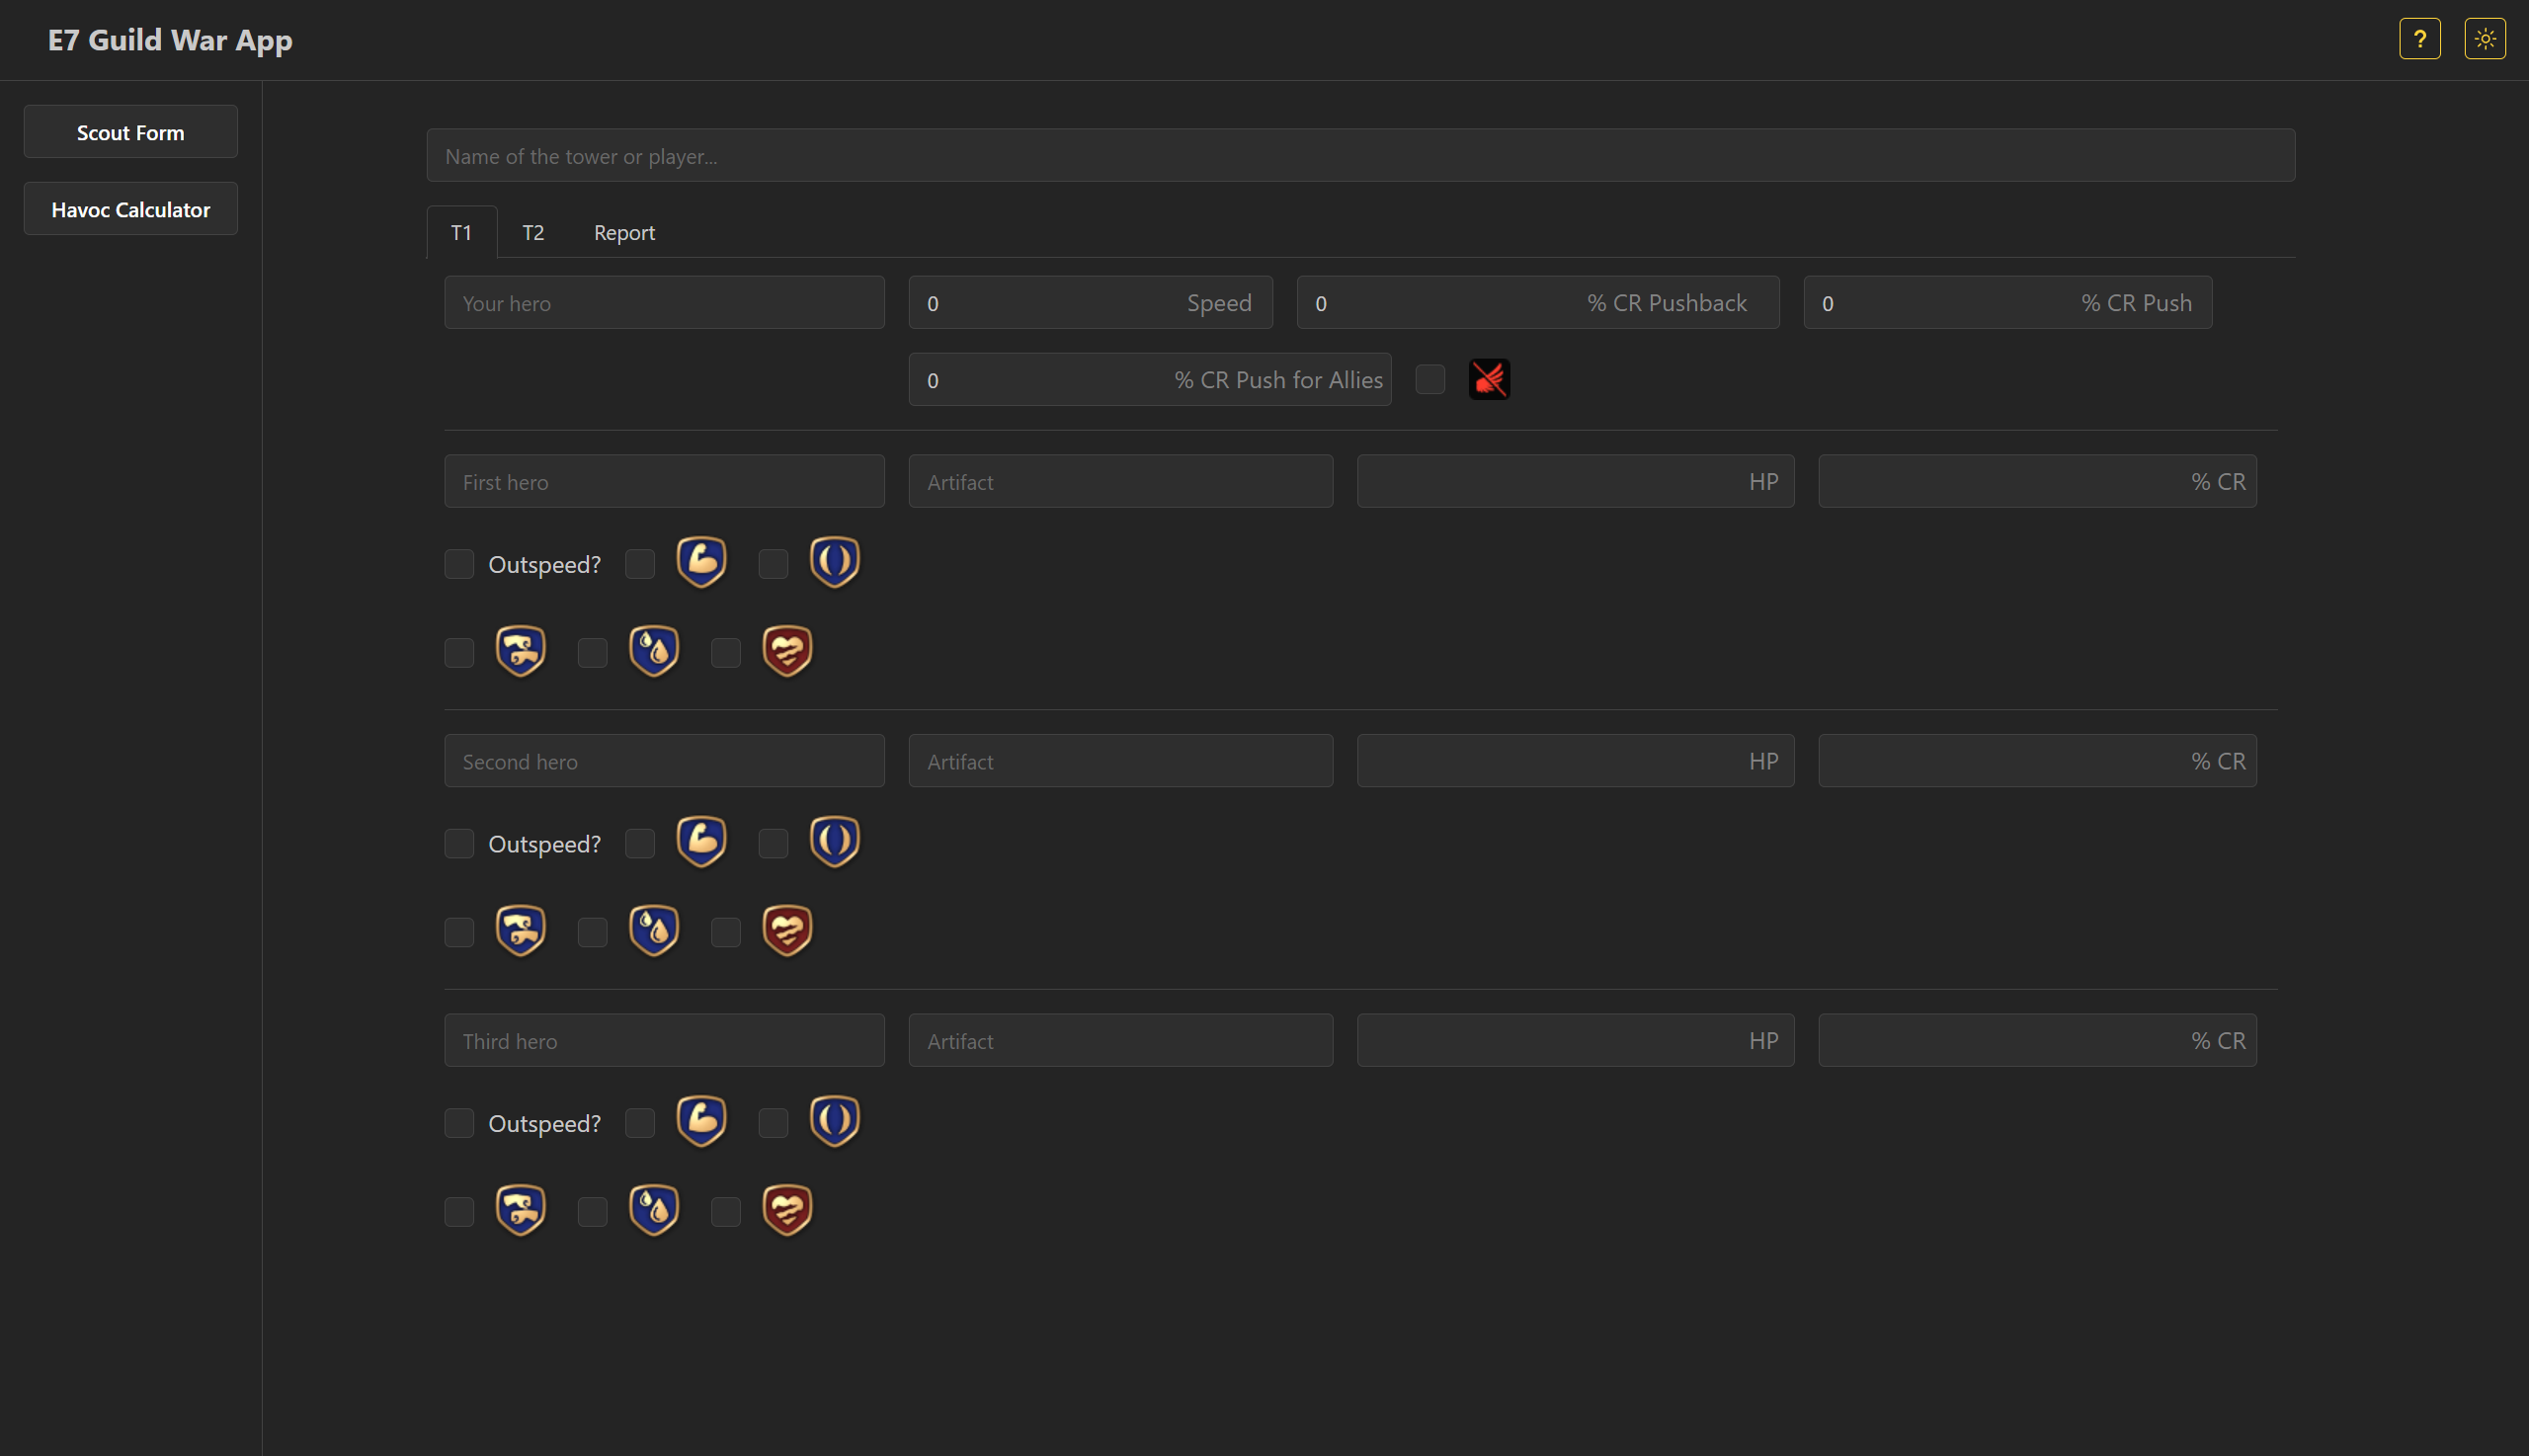 E7 Guild War App
?
Scout Form
Havoc Calculator
Name of the tower or player...
T1 T2 Report
Your hero 0 Speed 0 % CR Pushback 0 % CR Push
0 % CR Push for Allies
First hero Artifact HP % CR
Outspeed?
Second hero Artifact HP % CR
Outspeed?
Third hero Artifact HP % CR
Outspeed?